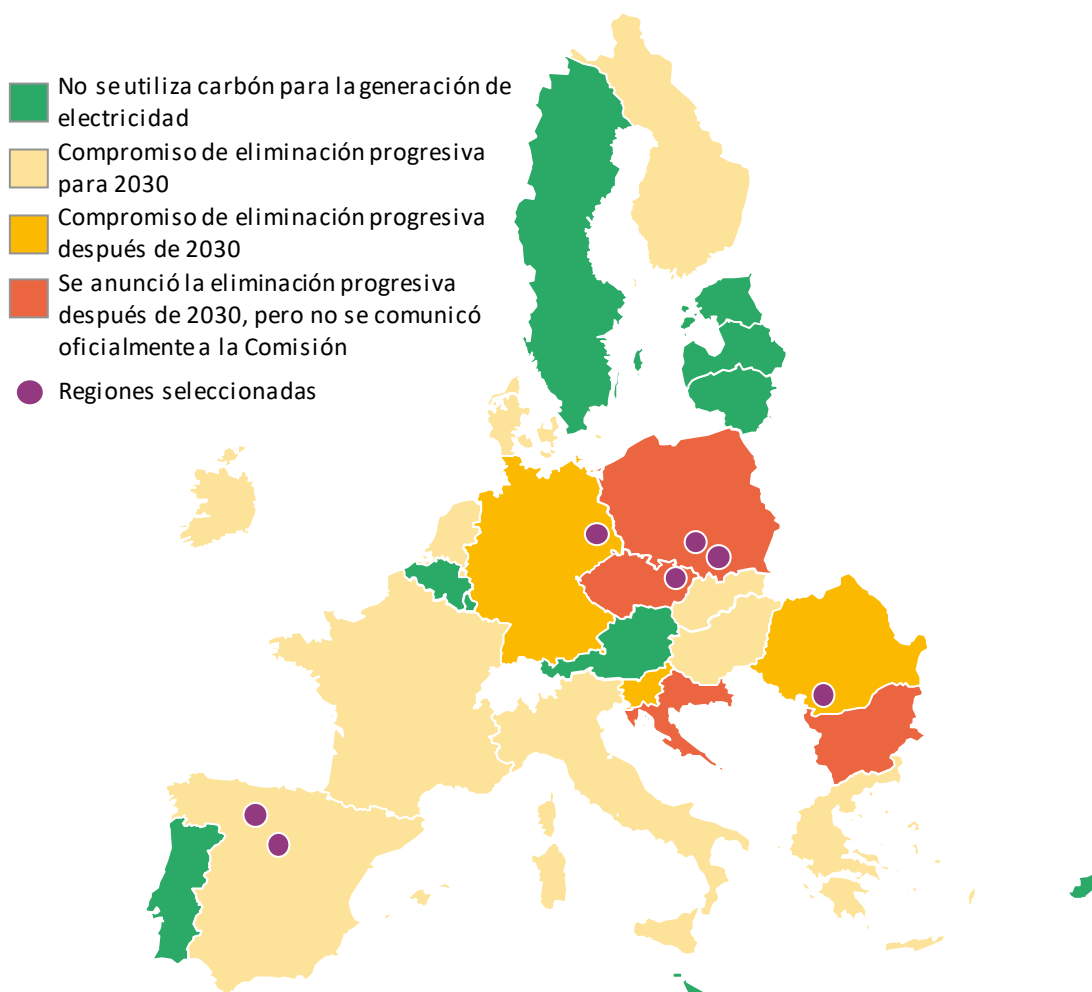 No se utiliza carbón para la generación de
electricidad
Compromiso de eliminación progresiva
para 2030
Compromiso de eliminación progresiva
después de 2030
Se anunció la eliminación progresiva
después de 2030, pero no se comunicó
oficialmente a la Comisión
Regiones seleccionadas